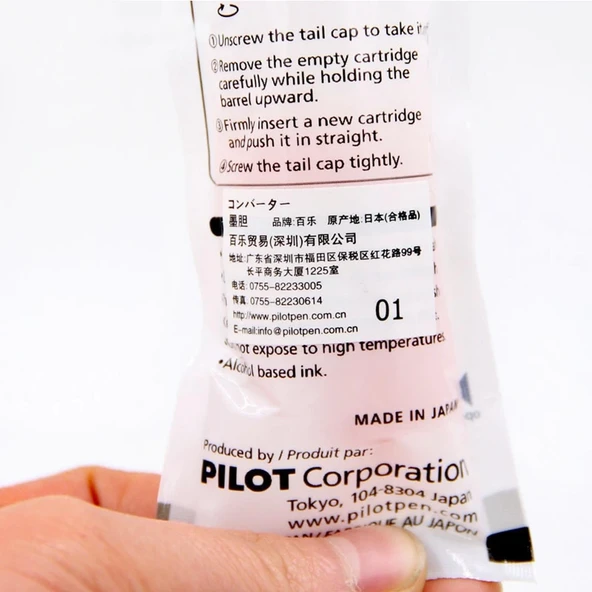 ①Unscrew the tail cap to take it
②Remove the empty cartridge
carefully while holding the
barrel upward.
③Firmly insert a new cartridge
and push it in straight.
④Screw the tail cap tightly.
コンバーター
墨胆 品牌:百乐 原产地:日本(合格品)
百乐贸易(深圳)有限公司
地址:广东省深圳市福田区保税区红花路99号
长平商务大厦1225室
电话:0755-82233005
传真:0755-82230614
http://www.pilotpen.com.cn
E-mail:info@pilotpen.com.cn
01
not expose to high temperatures
•Alcohol based ink.
MADE IN JAPAN
Produced by / Produit par:
PILOT Corporation
Tokyo, 104-8304 Japan
www.pilotpen.com
AN/FABRIQUE AU JAPON